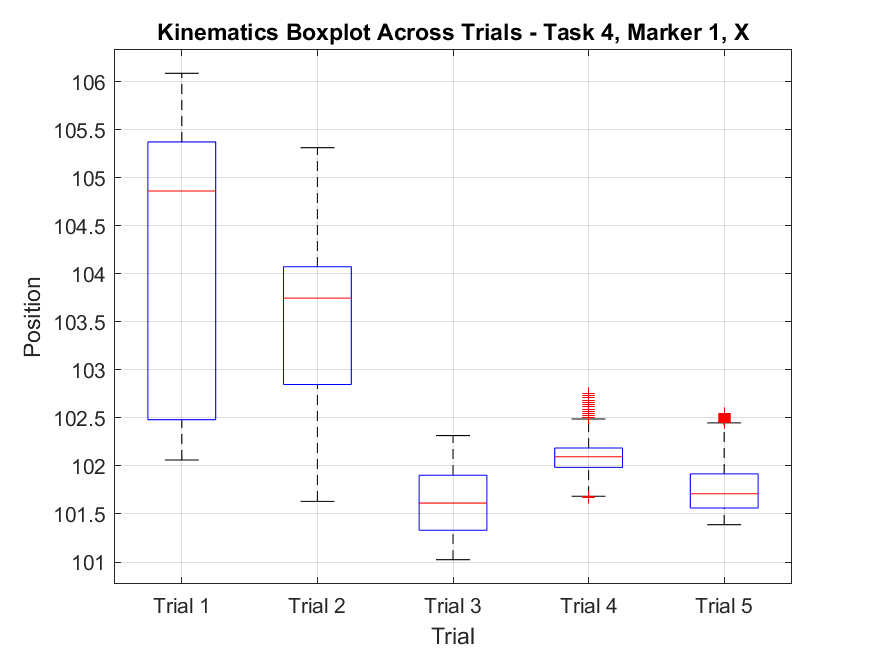 Kinematics Boxplot Across Trials - Task 4, Marker 1, X
106
105.5
105
104.5
104
103.5
103
102.5
102
101.5
101
Position
Trial 1
Trial 2
Trial 3
Trial 4
Trial 5
Trial